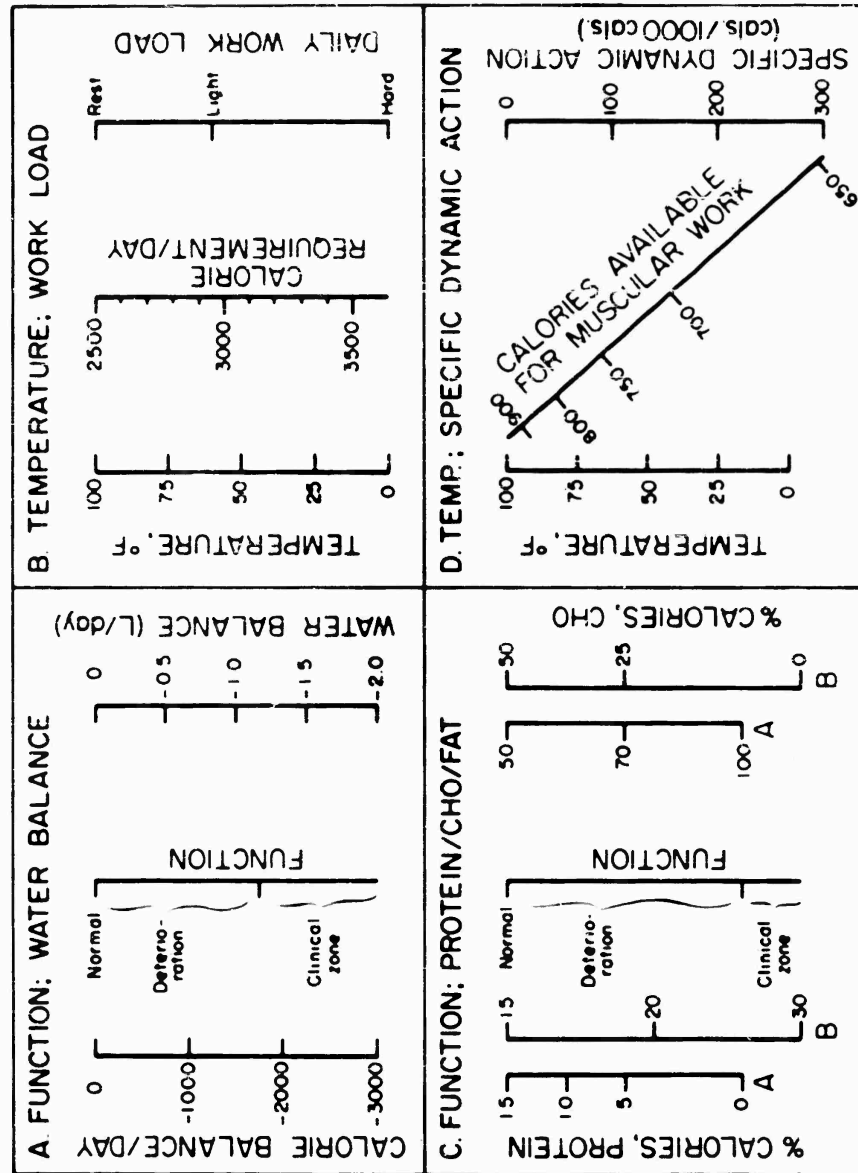 A. FUNCTION; WATER BALANCE
CALORIE BALANCE/DAY
0
-1000
-2000
-3000
Normal
Deterio-
ration
Clinical
zone
FUNCTION
0
-0.5
-1.0
-1.5
-2.0
WATER BALANCE (L/day)
B. TEMPERATURE; WORK LOAD
TEMPERATURE, °F
100
75
50
25
0
2500
3000
3500
CALORIE
REQUIREMENT/DAY
Rest
Light
Hard
DAILY WORK LOAD
C. FUNCTION; PROTEIN/CHO/FAT
% CALORIES, PROTEIN
15
10
5
0
A
15
20
30
B
Normal
Deterio-
ration
Clinical
zone
FUNCTION
50
70
100
A
50
25
0
B
% CALORIES, CHO
D. TEMP.; SPECIFIC DYNAMIC ACTION
TEMPERATURE, °F
100
75
50
25
0
CALORIES AVAILABLE
FOR MUSCULAR WORK
900
800
750
700
650
0
100
200
300
SPECIFIC DYNAMIC ACTION
(cals./1000 cals.)